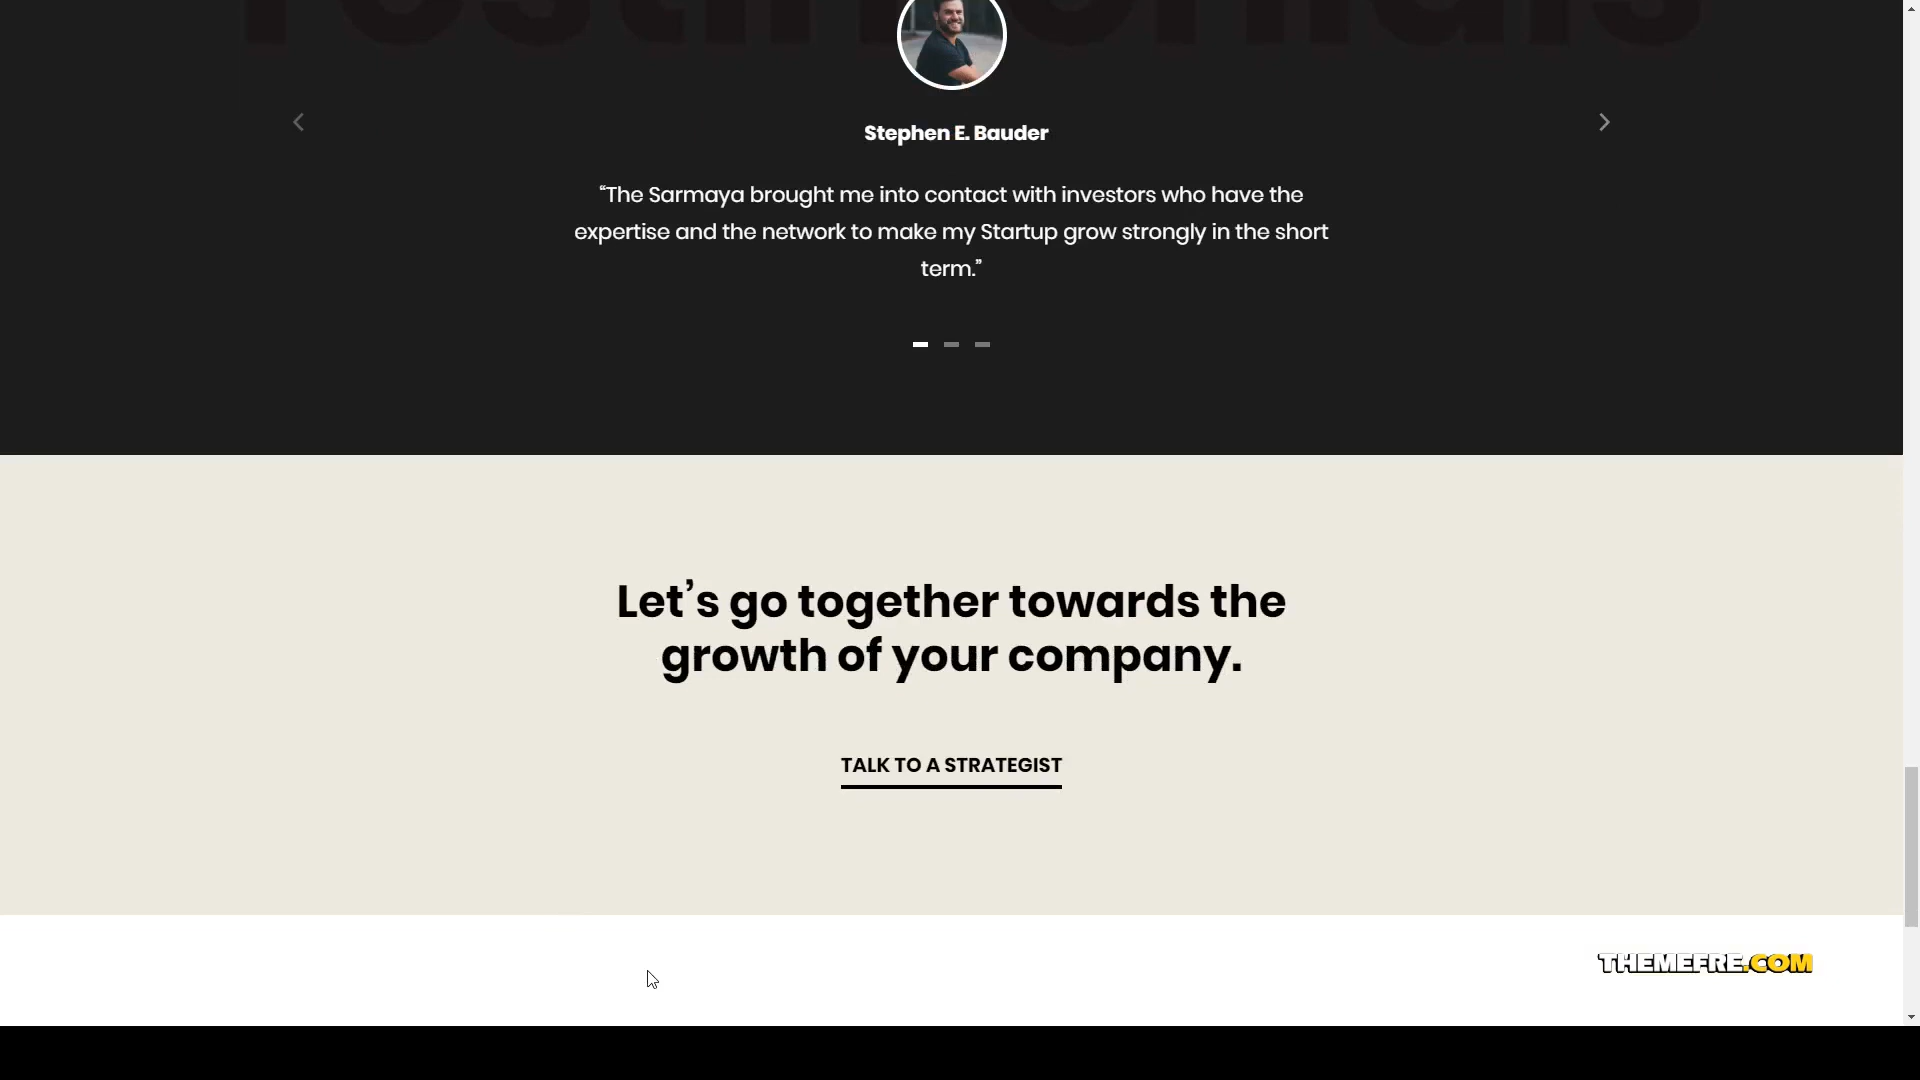 Testimonials
Stephen E. Bauder
“The Sarmaya brought me into contact with investors who have the
expertise and the network to make my Startup grow strongly in the short
term.”
Let’s go together towards the
growth of your company.
TALK TO A STRATEGIST
THEMEFRE.COM